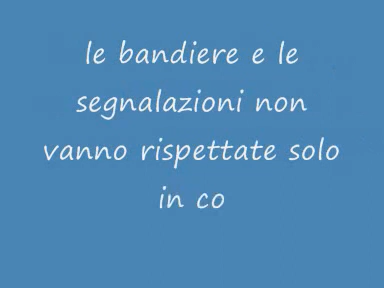 le bandiere e le
segnalazioni non
vanno rispettate solo
in co